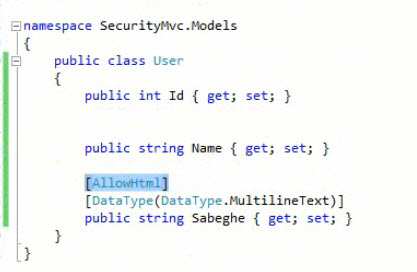 namespace SecurityMvc.Models
{
public class User
{
public int Id { get; set; }
public string Name { get; set; }
[AllowHtml]
[DataType(DataType.MultilineText)]
public string Sabeghe { get; set; }
}
}